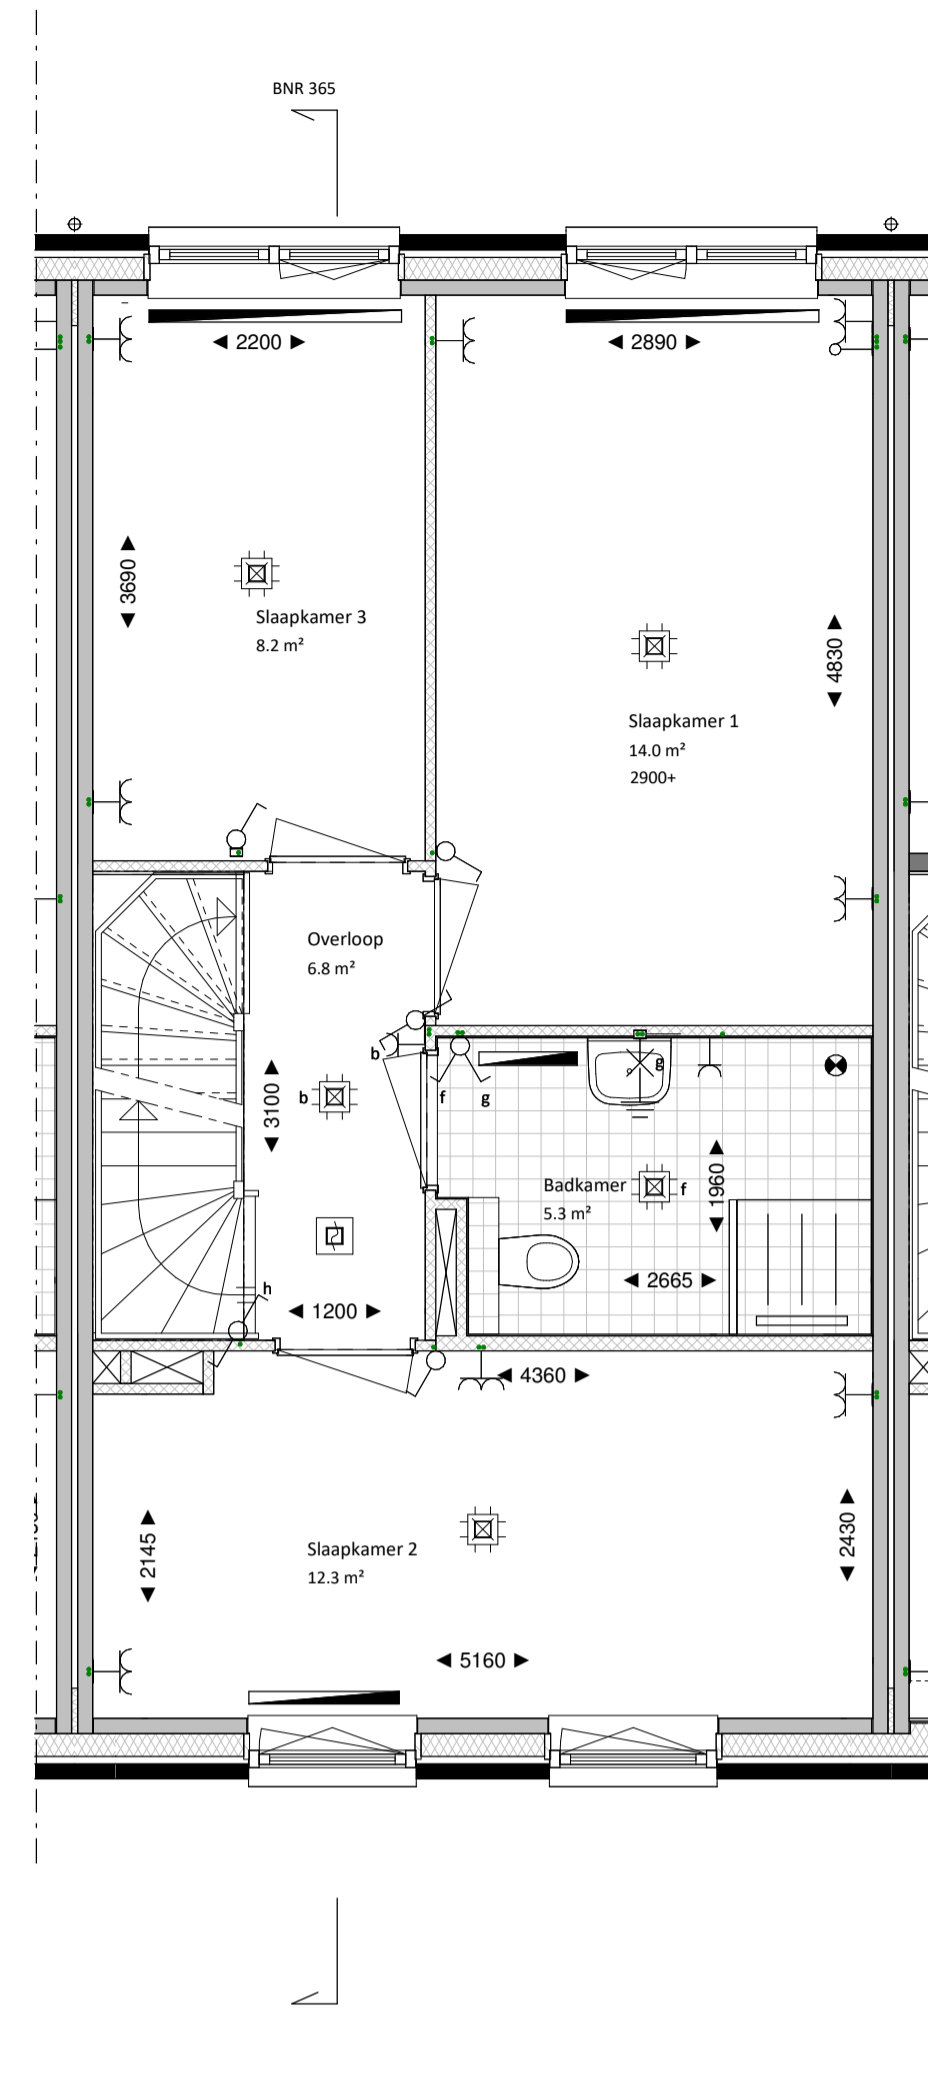 BNR 365
2200
2890
3690
Slaapkamer 3
8.2 m²
4830
Slaapkamer 1
14.0 m²
2900+
Overloop
6.8 m²
b
g
b
3100
f
g
Badkamer
5.3 m²
f
1960
2665
h
1200
4360
2145
Slaapkamer 2
12.3 m²
2430
5160